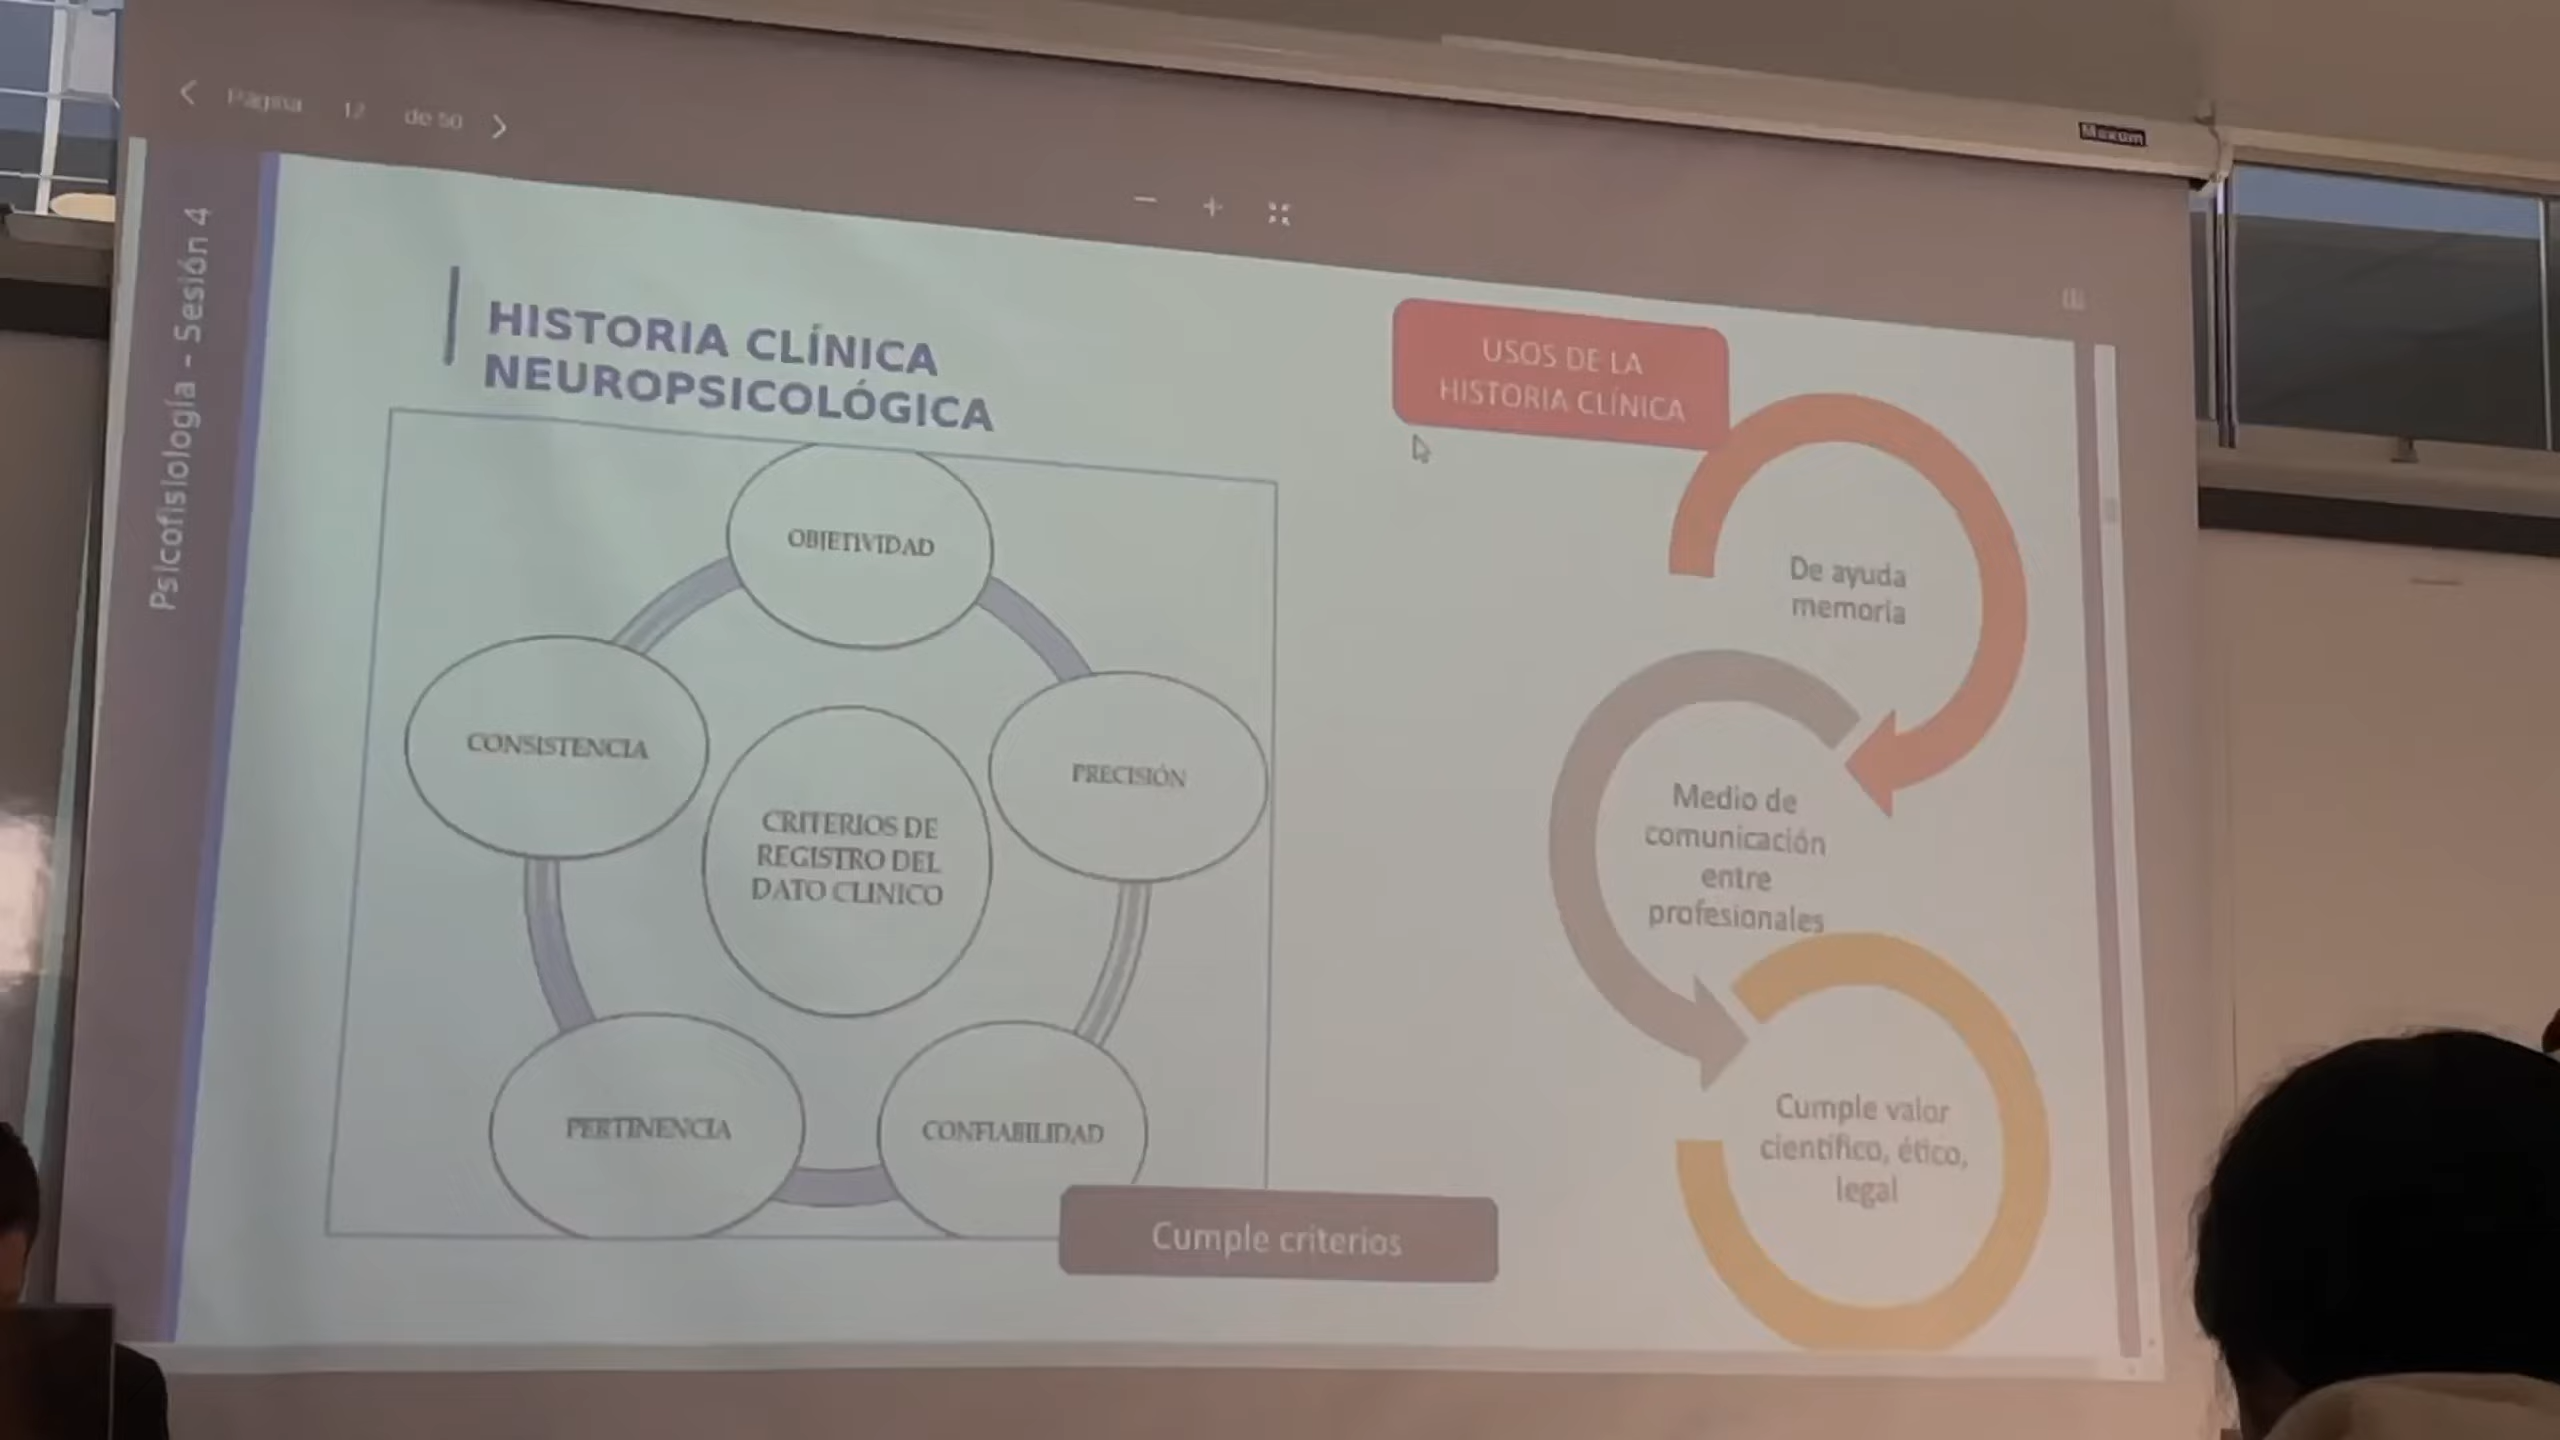 Maxum
Página 12 de 50
Psicofisiología - Sesión 4
HISTORIA CLÍNICA
NEUROPSICOLÓGICA
OBJETIVIDAD
PRECISIÓN
CONFIABILIDAD
PERTINENCIA
CONSISTENCIA
CRITERIOS DE
REGISTRO DEL
DATO CLINICO
Cumple criterios
USOS DE LA
HISTORIA CLÍNICA
De ayuda
memoria
Medio de
comunicación
entre
profesionales
Cumple valor
científico, ético,
legal